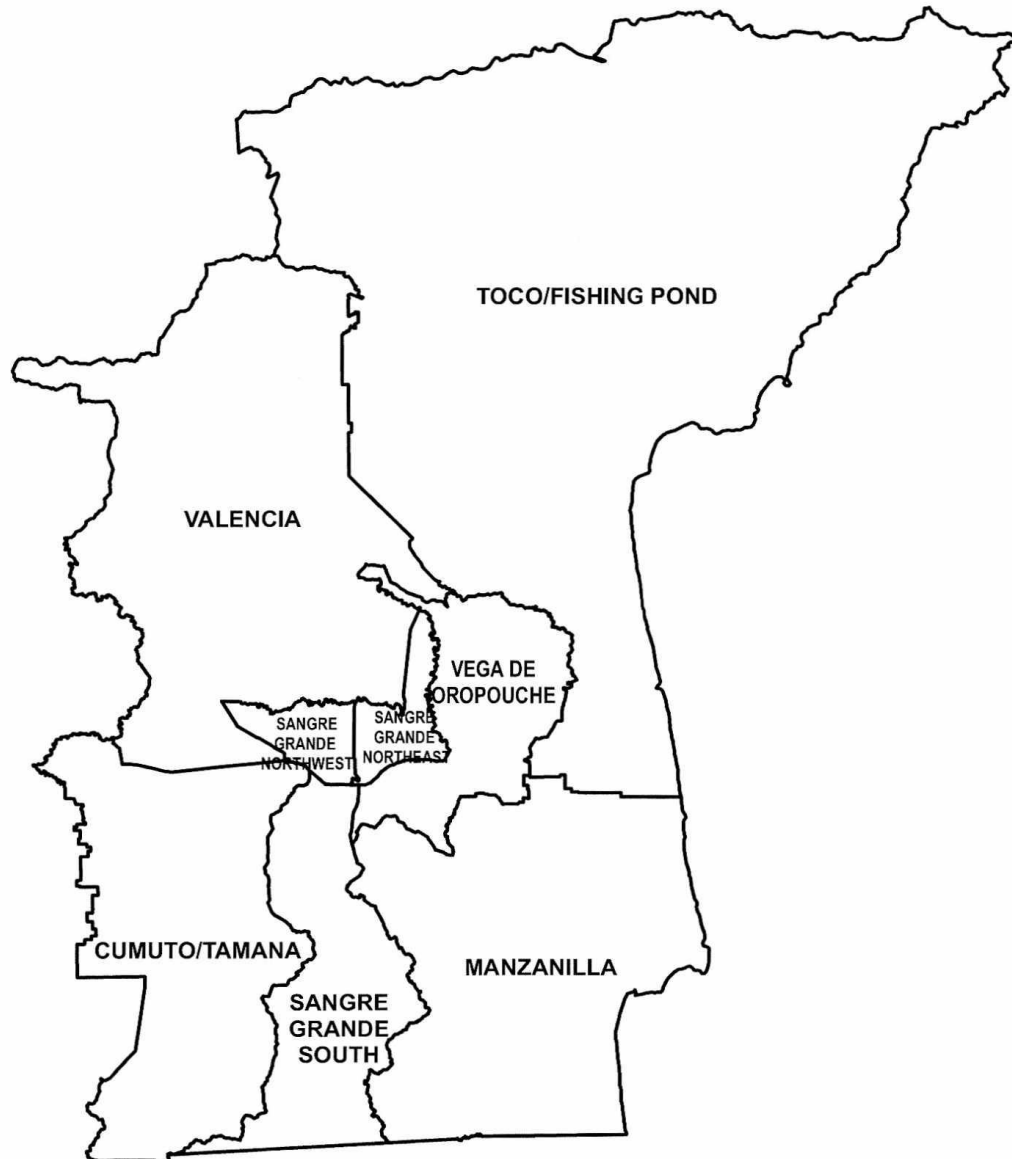 TOCO/FISHING POND
VALENCIA
VEGA DE
OROPOUCHE
SANGRE
GRANDE
NORTHWEST
SANGRE
GRANDE
NORTHEAST
CUMUTO/TAMANA
MANZANILLA
SANGRE
GRANDE
SOUTH